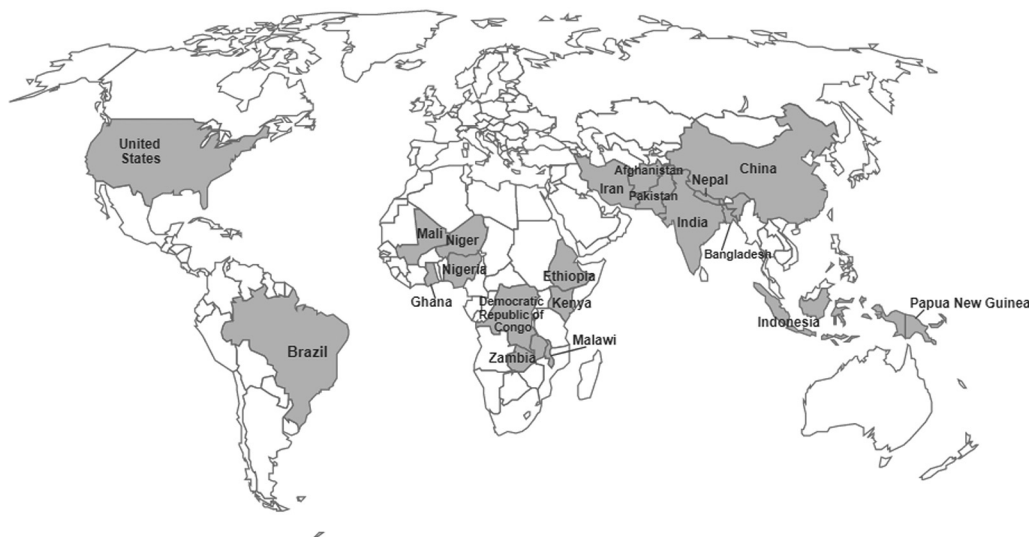 United
States
Brazil
Mali
Niger
Nigeria
Ghana
Ethiopia
Kenya
Democratic
Republic of
Congo
Zambia
Malawi
Afghanistan
Iran
Pakistan
Nepal
India
Bangladesh
China
Indonesia
Papua New Guinea